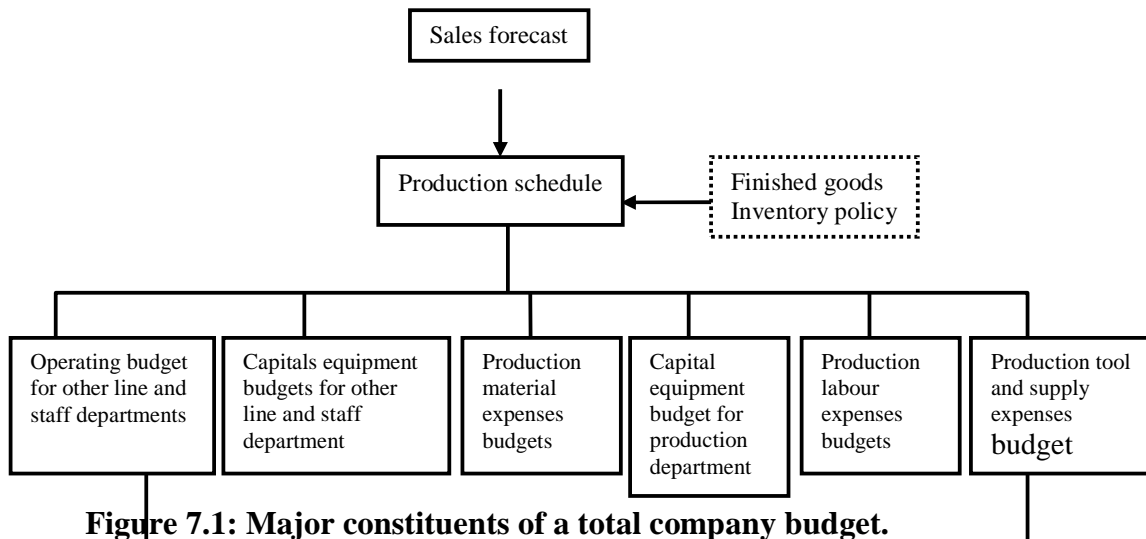 Sales forecast
Production schedule
Finished goods
Inventory policy
Operating budget
for other line and
staff departments
Capitals equipment
budgets for other
line and staff
department
Production
material
expenses
budgets
Capital
equipment
budget for
production
department
Production
labour
expenses
budgets
Production tool
and supply
expenses
budget
Figure 7.1: Major constituents of a total company budget.